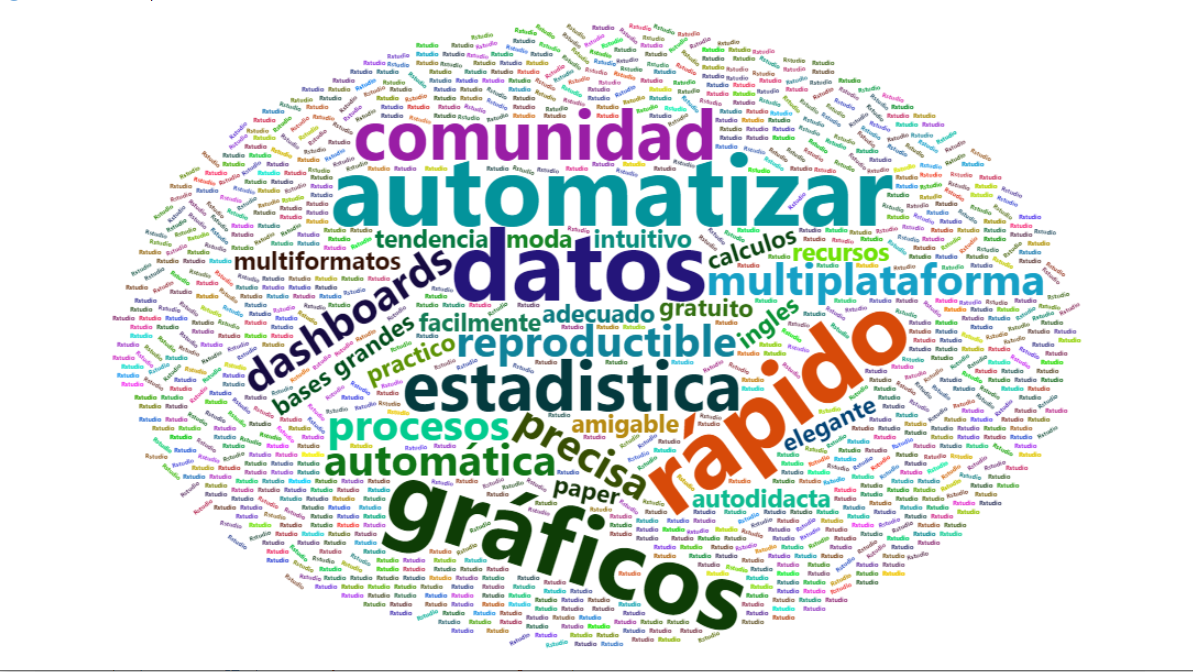 comunidad
automatizar
tendencia
moda
intuitivo
calculos
recursos
multiformatos
datos
multiplataforma
dashboards
adecuado
gratuito
ingles
facilmente
bases grandes
practico
reproductible
rápido
estadistica
elegante
procesos
precisa
amigable
automática
paper
autodidacta
gráficos
Rstudio